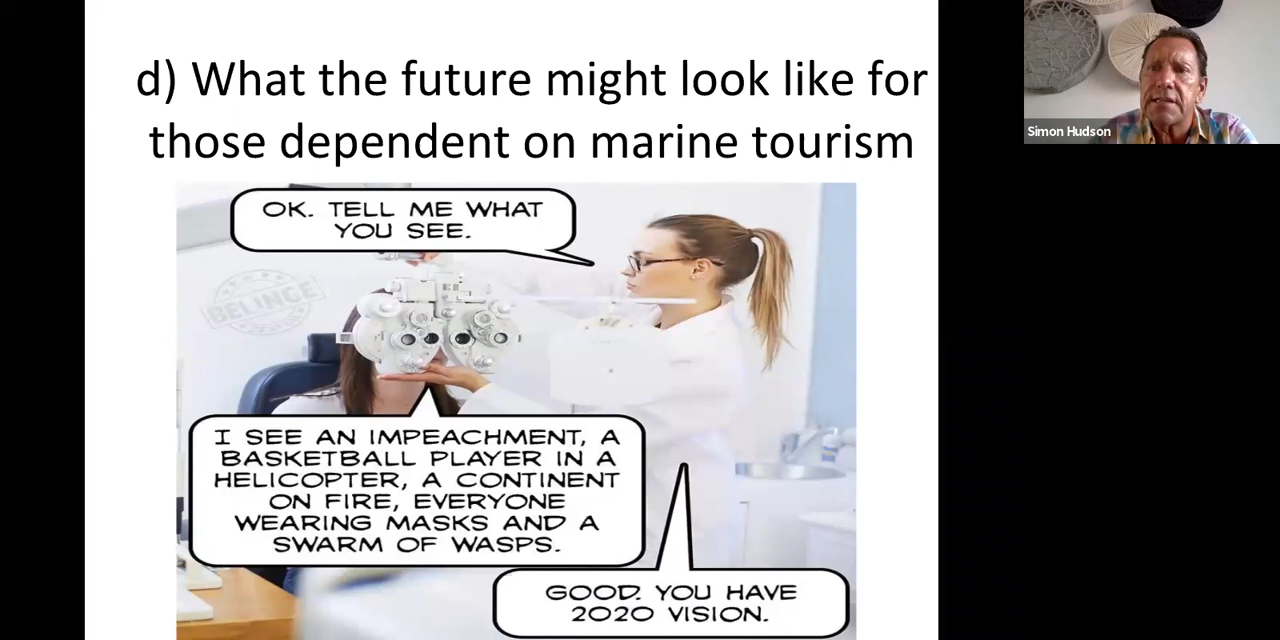 d) What the future might look like for
those dependent on marine tourism
Simon Hudson
OK. TELL ME WHAT
YOU SEE.
BELINGE
I SEE AN IMPEACHMENT, A
BASKETBALL PLAYER IN A
HELICOPTER, A CONTINENT
ON FIRE, EVERYONE
WEARING MASKS AND A
SWARM OF WASPS.
GOOD. YOU HAVE
2020 VISION.